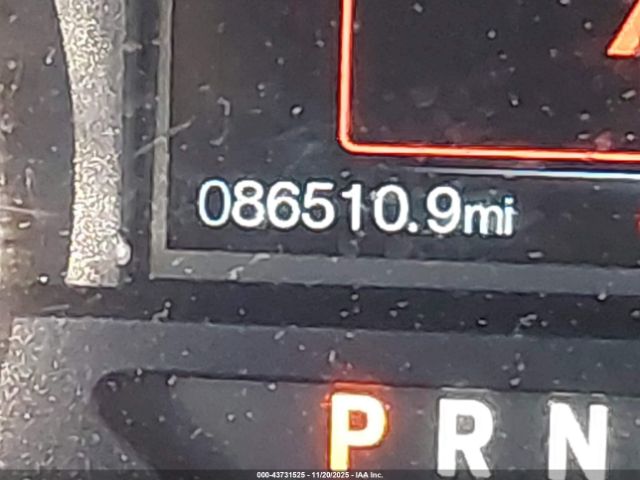 086510.9mi
P R N
000-43731525 - 11/20/2025 - IAA Inc.